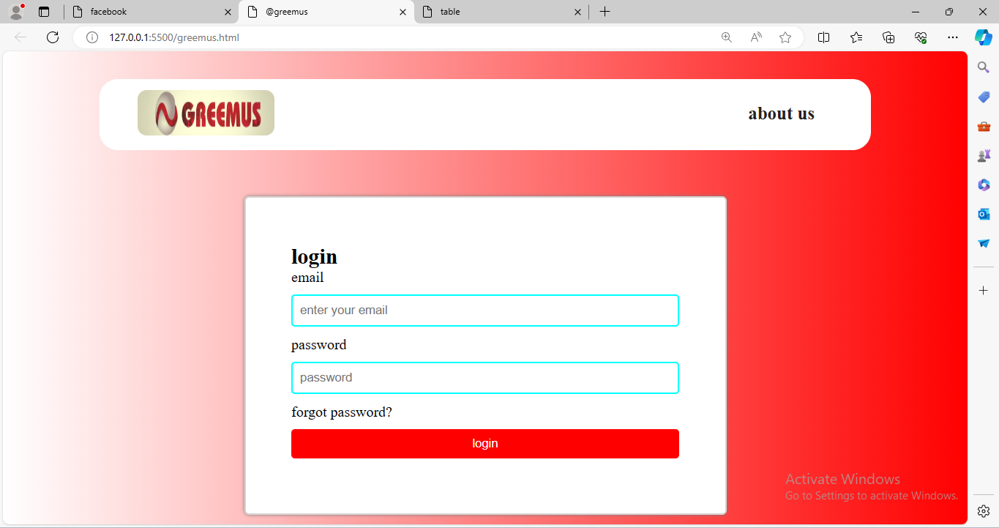 facebook
@greemus
table
127.0.0.1:5500/greemus.html
GREEMUS
about us
login
email
enter your email
password
password
forgot password?
login
Activate Windows
Go to Settings to activate Windows.